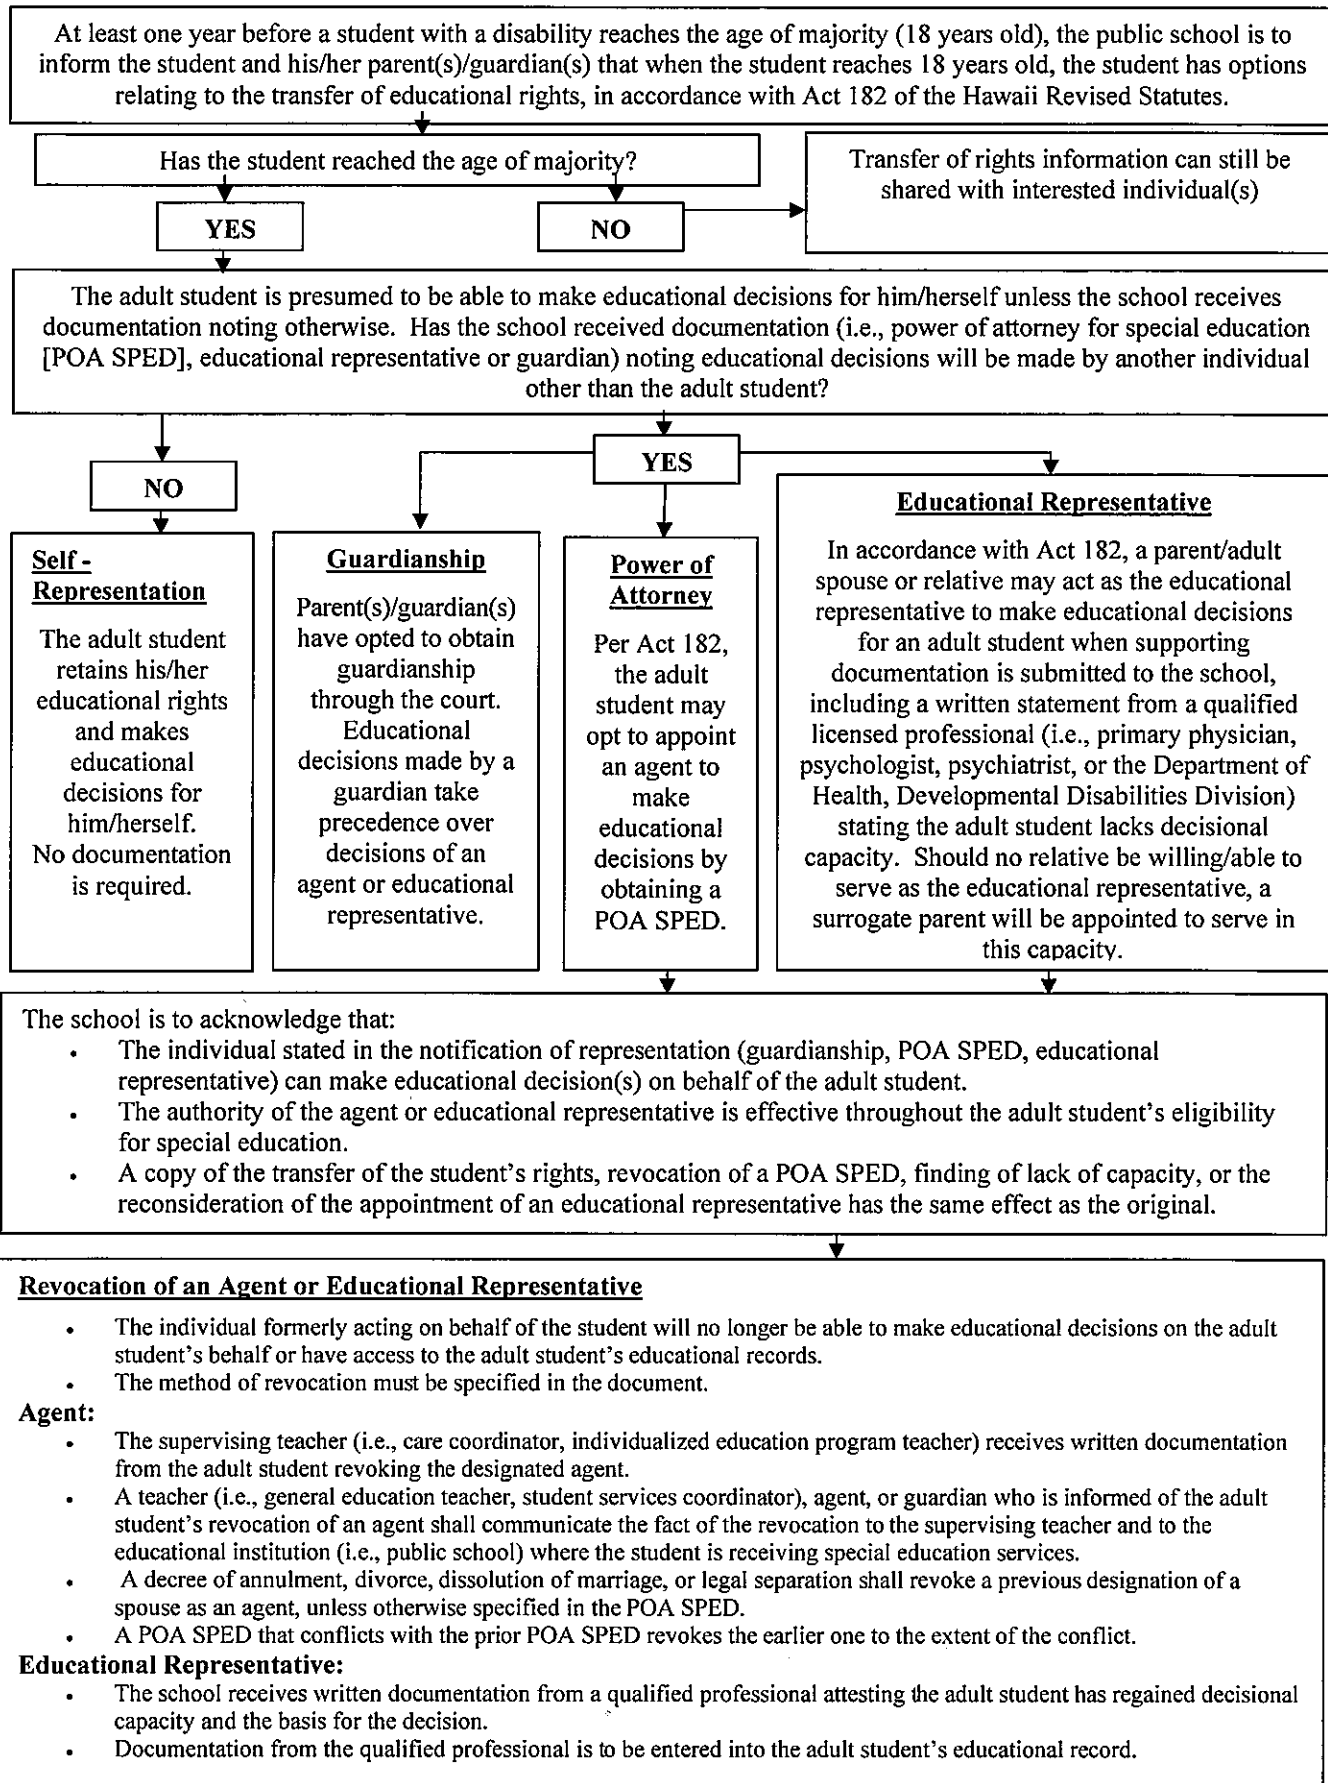 At least one year before a student with a disability reaches the age of majority (18 years old), the public school is to
inform the student and his/her parent(s)/guardian(s) that when the student reaches 18 years old, the student has options
relating to the transfer of educational rights, in accordance with Act 182 of the Hawaii Revised Statutes.
Has the student reached the age of majority?
Transfer of rights information can still be
shared with interested individual(s)
YES
NO
The adult student is presumed to be able to make educational decisions for him/herself unless the school receives
documentation noting otherwise. Has the school received documentation (i.e., power of attorney for special education
[POA SPED], educational representative or guardian) noting educational decisions will be made by another individual
other than the adult student?
NO
YES
Self -
Representation
The adult student
retains his/her
educational rights
and makes
educational
decisions for
him/herself.
No documentation
is required.
Guardianship
Parent(s)/guardian(s)
have opted to obtain
guardianship
through the court.
Educational
decisions made by a
guardian take
precedence over
decisions of an
agent or educational
representative.
Power of
Attorney
Per Act 182,
the adult
student may
opt to appoint
an agent to
make
educational
decisions by
obtaining a
POA SPED.
Educational Representative
In accordance with Act 182, a parent/adult
spouse or relative may act as the educational
representative to make educational decisions
for an adult student when supporting
documentation is submitted to the school,
including a written statement from a qualified
licensed professional (i.e., primary physician,
psychologist, psychiatrist, or the Department of
Health, Developmental Disabilities Division)
stating the adult student lacks decisional
capacity. Should no relative be willing/able to
serve as the educational representative, a
surrogate parent will be appointed to serve in
this capacity.
The school is to acknowledge that:
• The individual stated in the notification of representation (guardianship, POA SPED, educational
representative) can make educational decision(s) on behalf of the adult student.
• The authority of the agent or educational representative is effective throughout the adult student's eligibility
for special education.
• A copy of the transfer of the student's rights, revocation of a POA SPED, finding of lack of capacity, or the
reconsideration of the appointment of an educational representative has the same effect as the original.
Revocation of an Agent or Educational Representative
• The individual formerly acting on behalf of the student will no longer be able to make educational decisions on the adult
student's behalf or have access to the adult student's educational records.
• The method of revocation must be specified in the document.
Agent:
• The supervising teacher (i.e., care coordinator, individualized education program teacher) receives written documentation
from the adult student revoking the designated agent.
• A teacher (i.e., general education teacher, student services coordinator), agent, or guardian who is informed of the adult
student's revocation of an agent shall communicate the fact of the revocation to the supervising teacher and to the
educational institution (i.e., public school) where the student is receiving special education services.
• A decree of annulment, divorce, dissolution of marriage, or legal separation shall revoke a previous designation of a
spouse as an agent, unless otherwise specified in the POA SPED.
• A POA SPED that conflicts with the prior POA SPED revokes the earlier one to the extent of the conflict.
Educational Representative:
• The school receives written documentation from a qualified professional attesting the adult student has regained decisional
capacity and the basis for the decision.
• Documentation from the qualified professional is to be entered into the adult student's educational record.